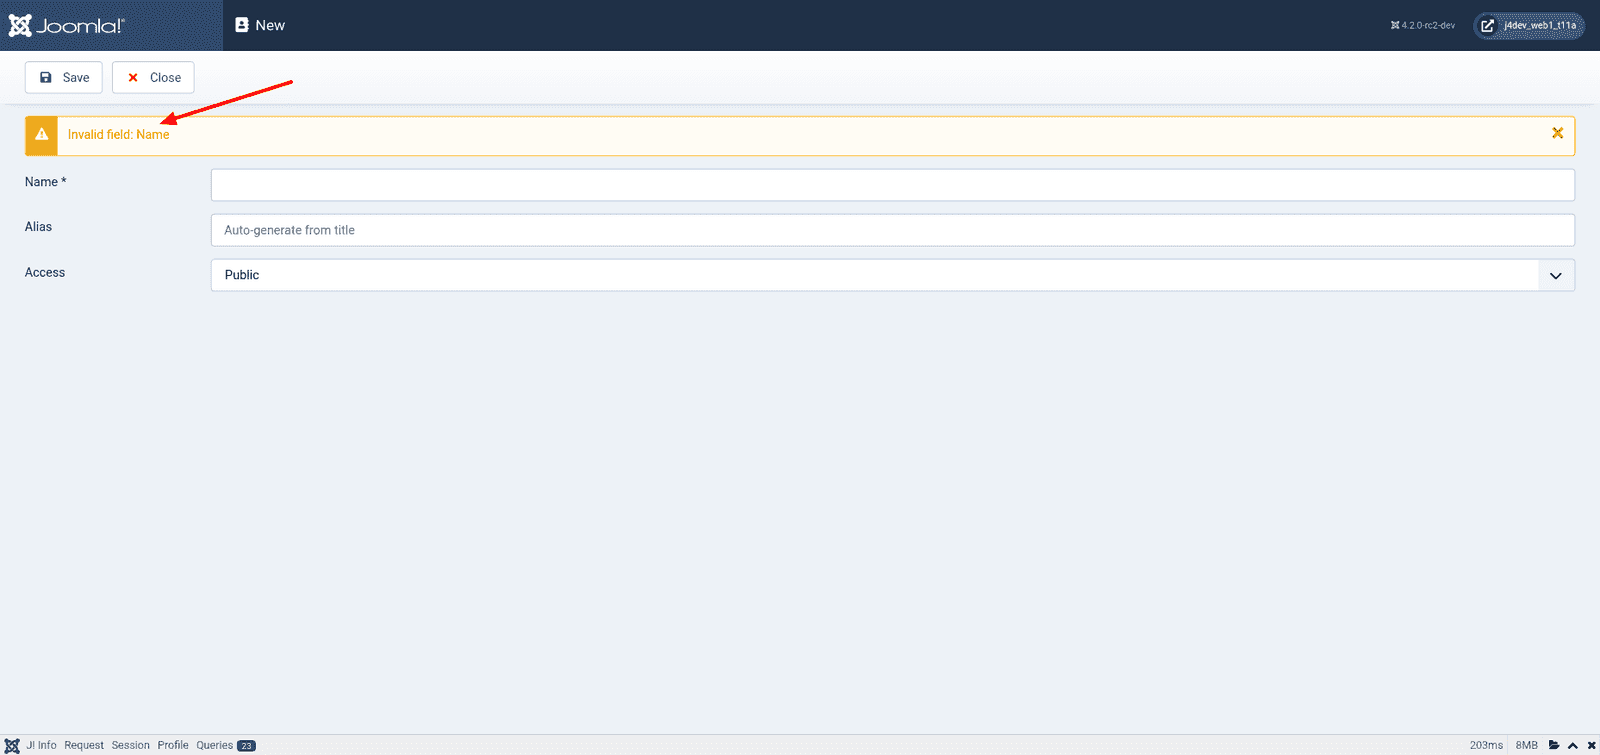 Joomla!® New 4.2.0-rc2-dev j4dev_web1_t11a
Save Close
Invalid field: Name
Name *
Alias Auto-generate from title
Access Public
J! Info Request Session Profile Queries 23 203ms 8MB